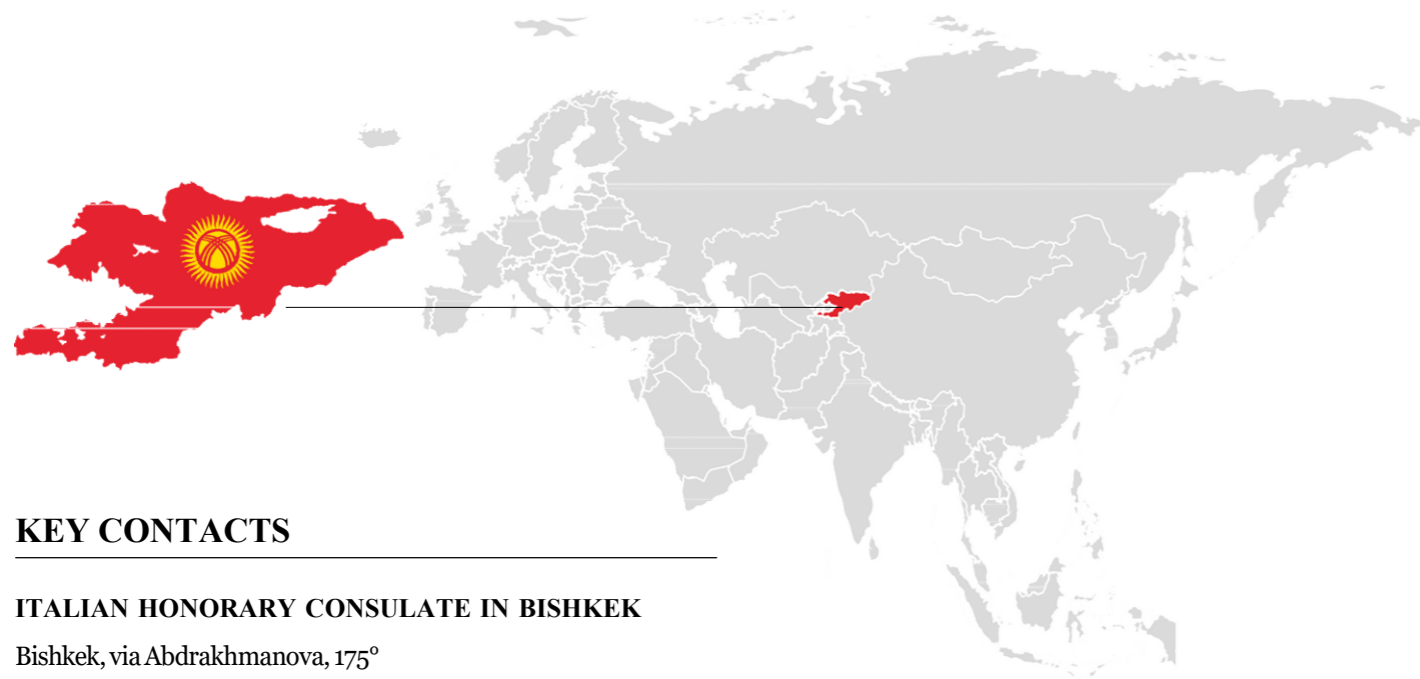 KEY CONTACTS
ITALIAN HONORARY CONSULATE IN BISHKEK
Bishkek, via Abdrakhmanova, 175°